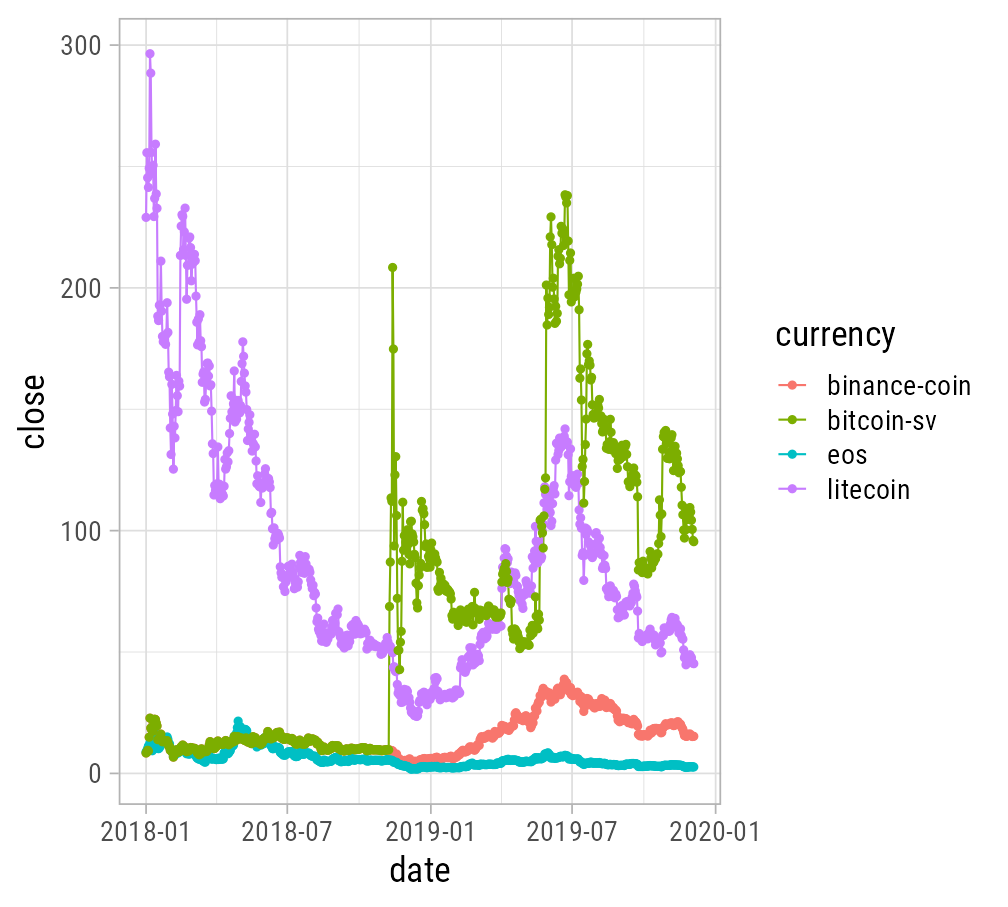 300
200
100
0
close
2018-01 2018-07 2019-01 2019-07 2020-01
date
currency
binance-coin
bitcoin-sv
eos
litecoin